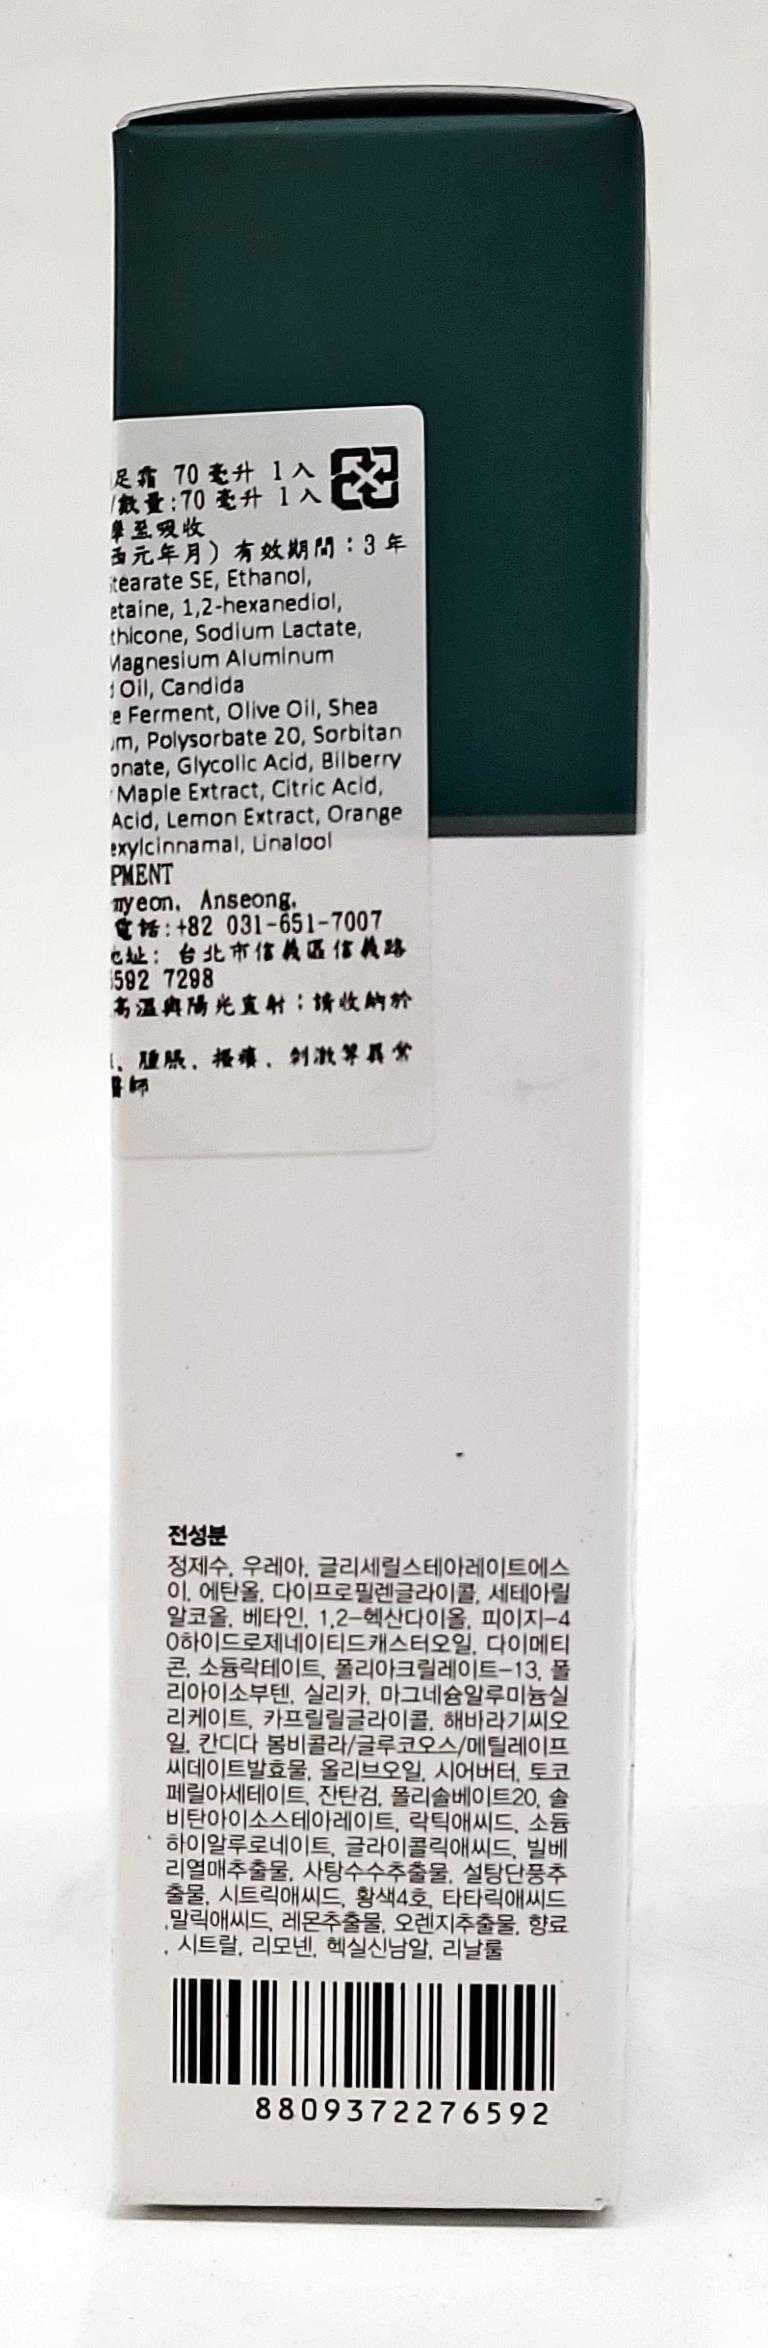 足霜 70 毫升 1入
/數量:70 毫升 1入
至吸收
西元年月）有效期間：3 年
tearate SE, Ethanol,
etaine, 1,2-hexanediol,
thicone, Sodium Lactate,
Magnesium Aluminum
Oil, Candida
e Ferment, Olive Oil, Shea
um, Polysorbate 20, Sorbitan
onate, Glycolic Acid, Bilberry
Maple Extract, Citric Acid,
Acid, Lemon Extract, Orange
exylcinnamal, Linalool
PMENT
myeon, Anseong,
電話:+82 031-651-7007
址: 台北市信義區信義路
6592 7298
高溫與陽光直射；請收納於
、腫脹、搔癢、刺激等異常
醫師
전성분
정제수, 우레아, 글리세릴스테아레이트에스
이, 에탄올, 다이프로필렌글라이콜, 세테아릴
알코올, 베타인, 1,2-헥산다이올, 피이지-4
0하이드로제네이티드캐스터오일, 다이메티
콘, 소듐락테이트, 폴리아크릴레이트-13, 폴
리아이소부텐, 실리카, 마그네슘알루미늄실
리케이트, 카프릴릴글라이콜, 해바라기씨오
일, 칸디다 봄비콜라/글루코오스/메틸레이프
씨데이트발효물, 올리브오일, 시어버터, 토코
페릴아세테이트, 잔탄검, 폴리솔베이트20, 솔
비탄아이소스테아레이트, 락틱애씨드, 소듐
하이알루로네이트, 글라이콜릭애씨드, 빌베
리열매추출물, 사탕수수추출물, 설탕단풍추
출물, 시트릭애씨드, 황색4호, 타타릭애씨드
,말릭애씨드, 레몬추출물, 오렌지추출물, 향료
, 시트랄, 리모넨, 헥실신남알, 리날룰
8809372276592